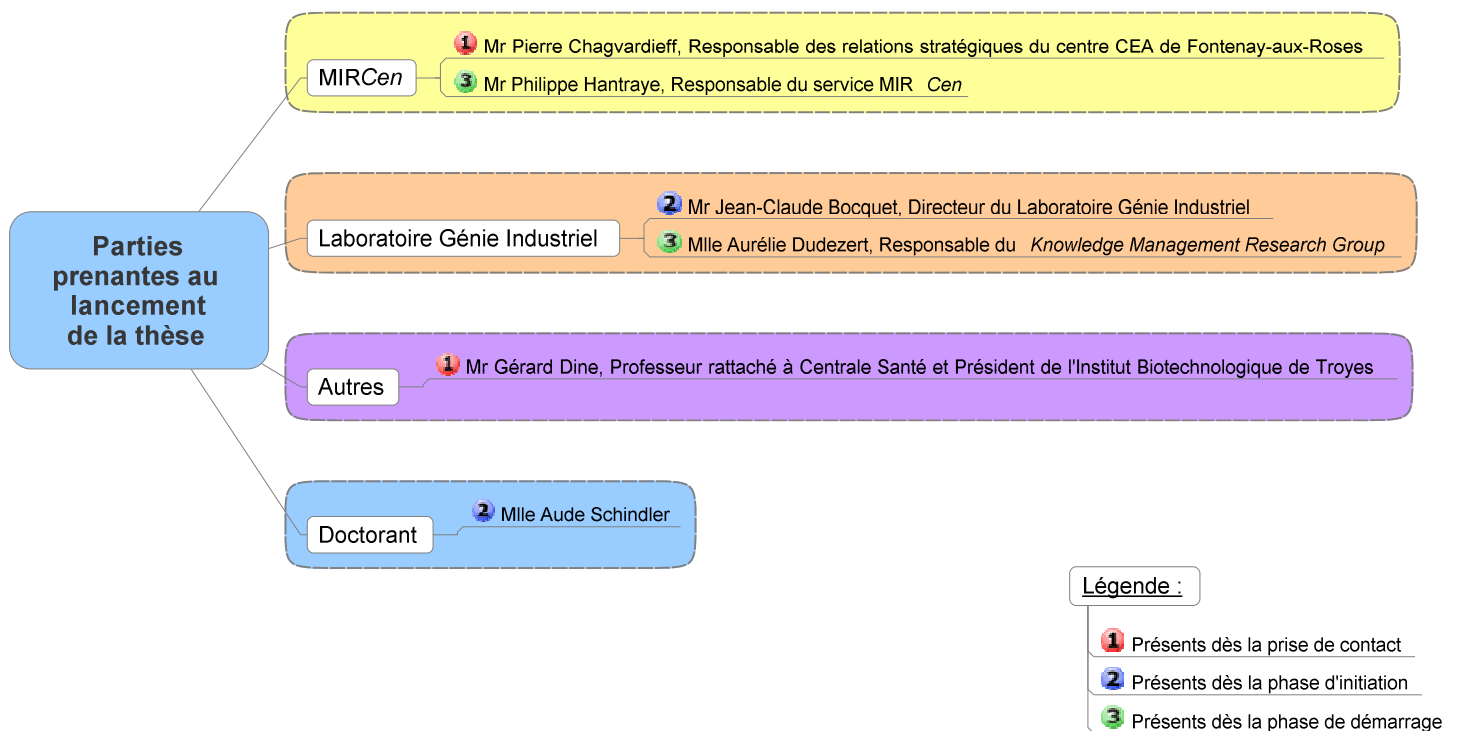 Parties
prenantes au
lancement
de la thèse
MIRCen
1 Mr Pierre Chagvardieff, Responsable des relations stratégiques du centre CEA de Fontenay-aux-Roses
3 Mr Philippe Hantraye, Responsable du service MIR Cen
Laboratoire Génie Industriel
2 Mr Jean-Claude Bocquet, Directeur du Laboratoire Génie Industriel
3 Mlle Aurélie Dudezert, Responsable du Knowledge Management Research Group
Autres
1 Mr Gérard Dine, Professeur rattaché à Centrale Santé et Président de l'Institut Biotechnologique de Troyes
Doctorant
2 Mlle Aude Schindler
Légende :
1 Présents dès la prise de contact
2 Présents dès la phase d'initiation
3 Présents dès la phase de démarrage